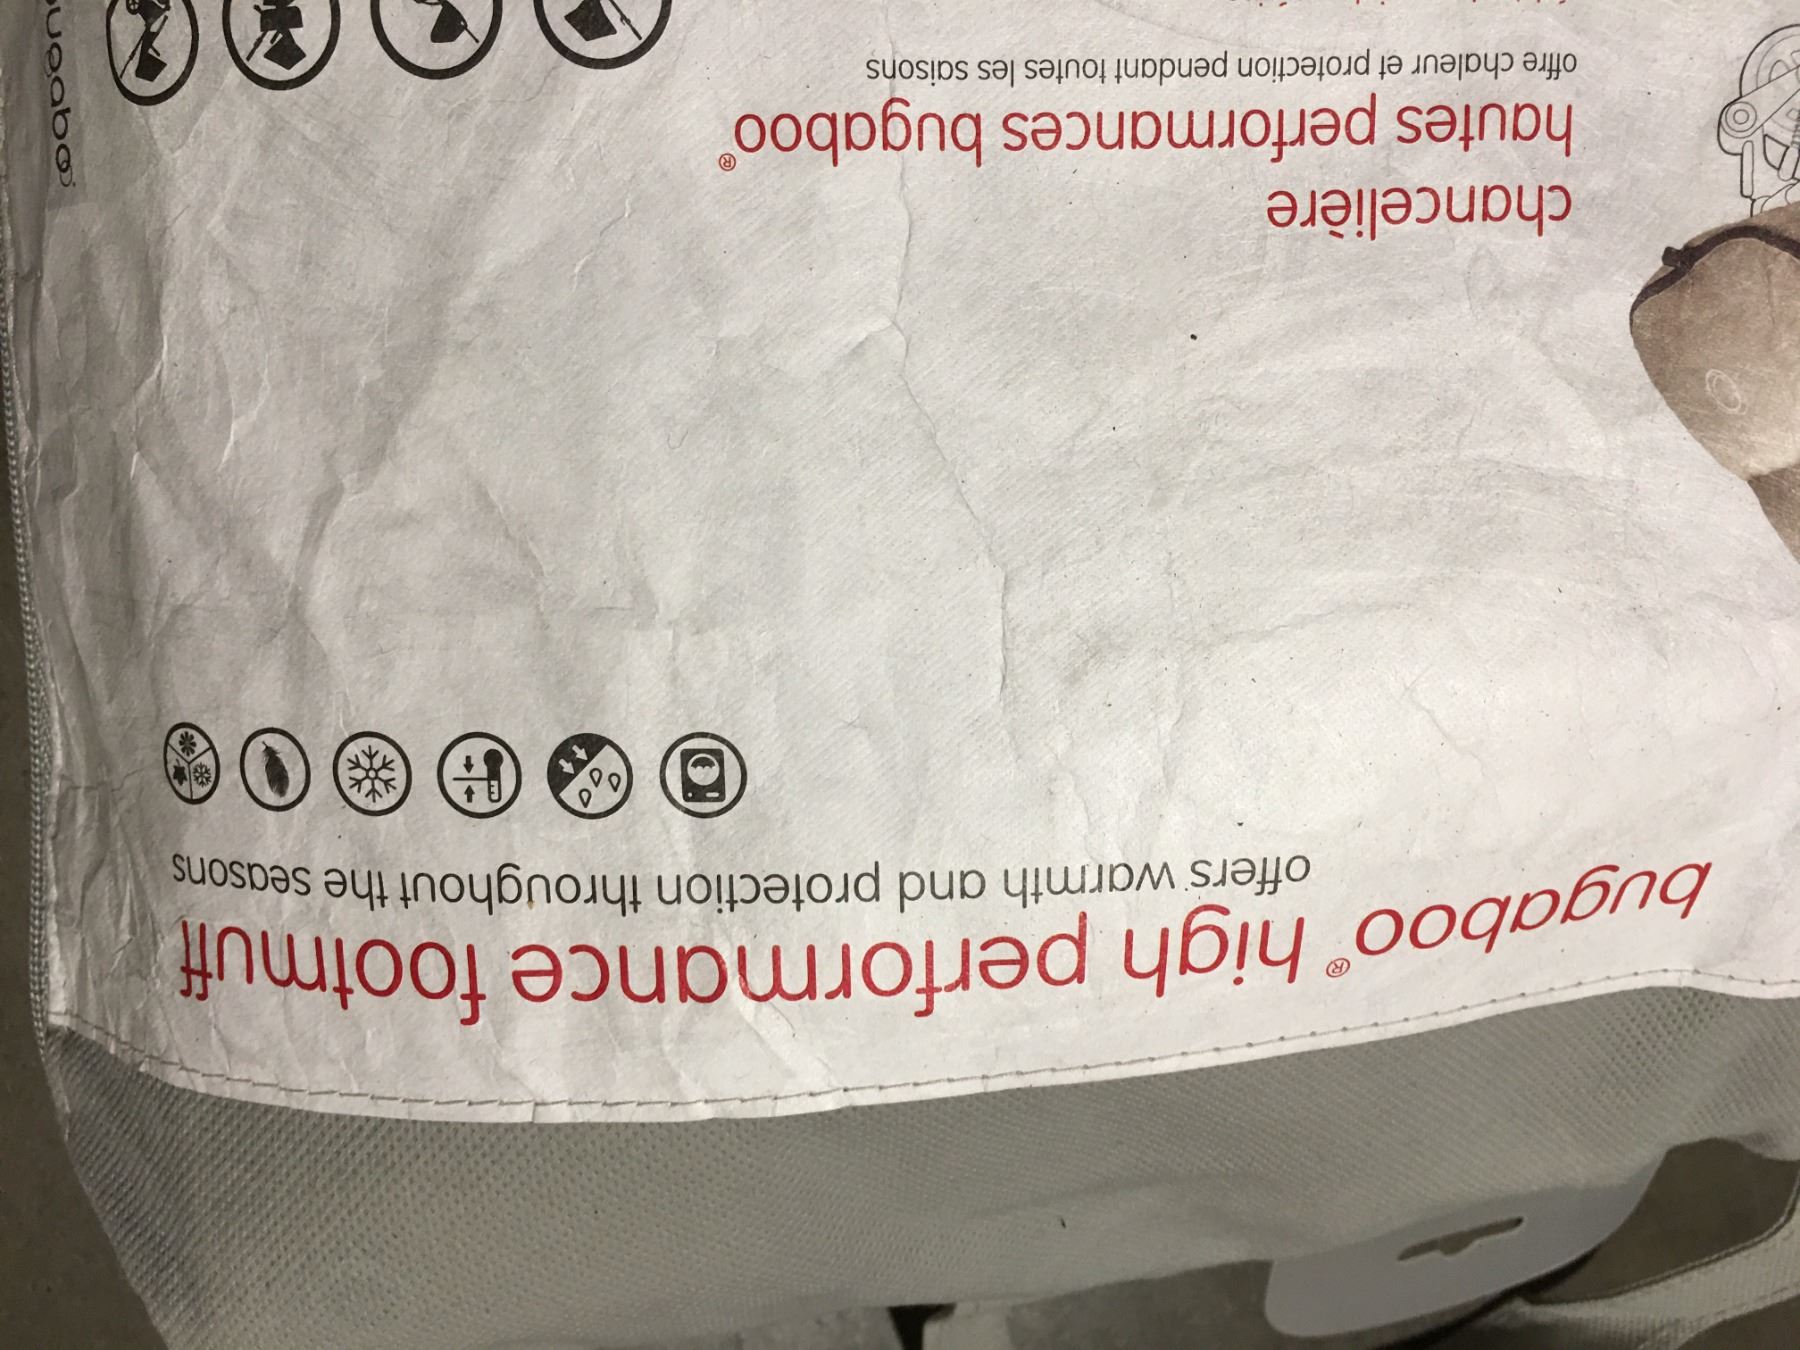 bugaboo® high performance footmuff
offers warmth and protection throughout the seasons
chancelière
hautes performances bugaboo®
offre chaleur et protection pendant toutes les saisons
bugaboo